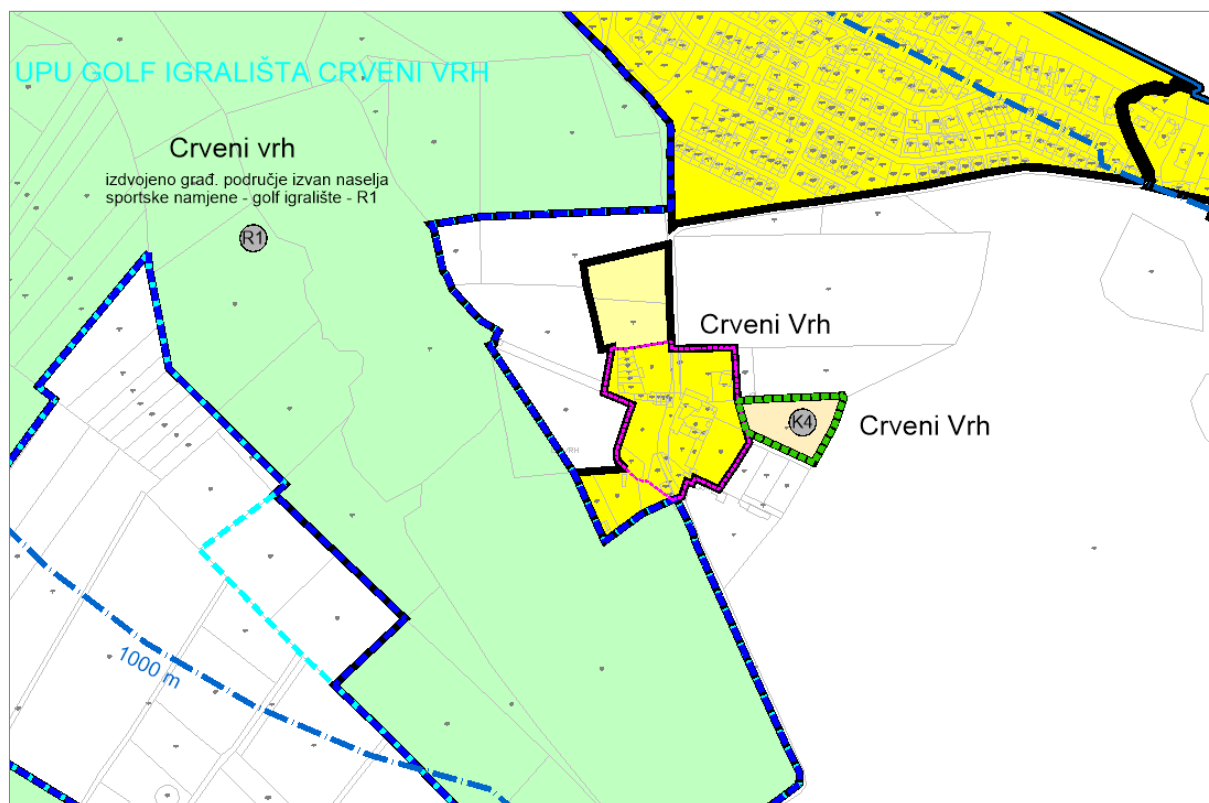 UPU GOLF IGRALIŠTA CRVENI VRH
Crveni vrh
izdvojeno građ. područje izvan naselja
sportske namjene - golf igralište - R1
R1
Crveni Vrh
K4
Crveni Vrh
1000 m